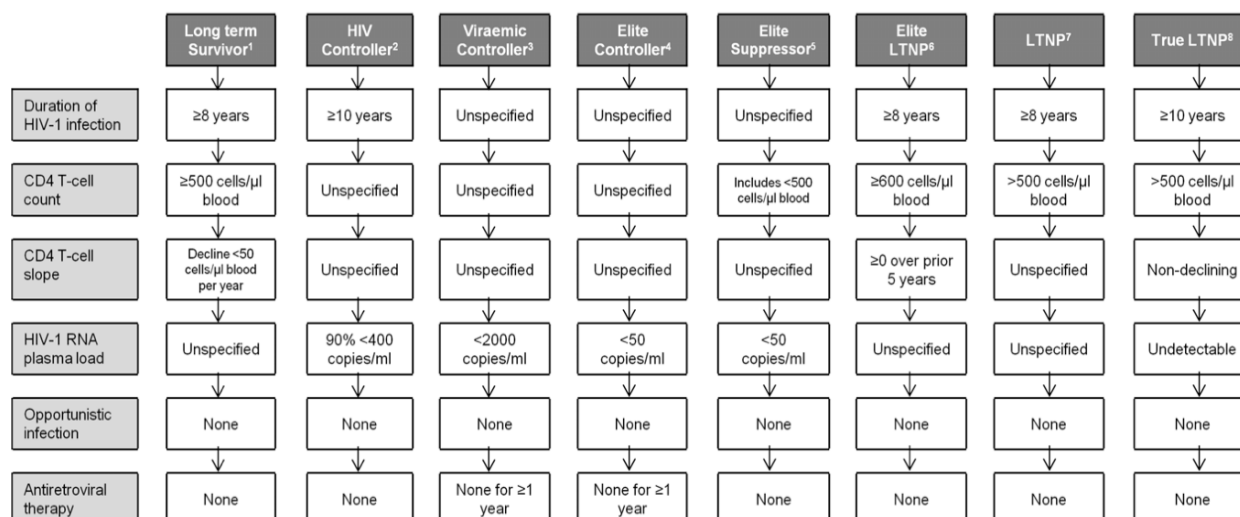 Long term
Survivor¹
HIV
Controller²
Viraemic
Controller³
Elite
Controller⁴
Elite
Suppressor⁵
Elite
LTNP⁶
LTNP⁷
True LTNP⁸
Duration of
HIV-1 infection
≥8 years
≥10 years
Unspecified
Unspecified
Unspecified
≥8 years
≥8 years
≥10 years
CD4 T-cell
count
≥500 cells/µl
blood
Unspecified
Unspecified
Unspecified
Includes <500
cells/µl blood
≥600 cells/µl
blood
>500 cells/µl
blood
>500 cells/µl
blood
CD4 T-cell
slope
Decline <50
cells/µl blood
per year
Unspecified
Unspecified
Unspecified
Unspecified
≥0 over prior
5 years
Unspecified
Non-declining
HIV-1 RNA
plasma load
Unspecified
90% <400
copies/ml
<2000
copies/ml
<50
copies/ml
<50
copies/ml
Unspecified
Unspecified
Undetectable
Opportunistic
infection
None
None
None
None
None
None
None
None
Antiretroviral
therapy
None
None
None for ≥1
year
None for ≥1
year
None
None
None
None